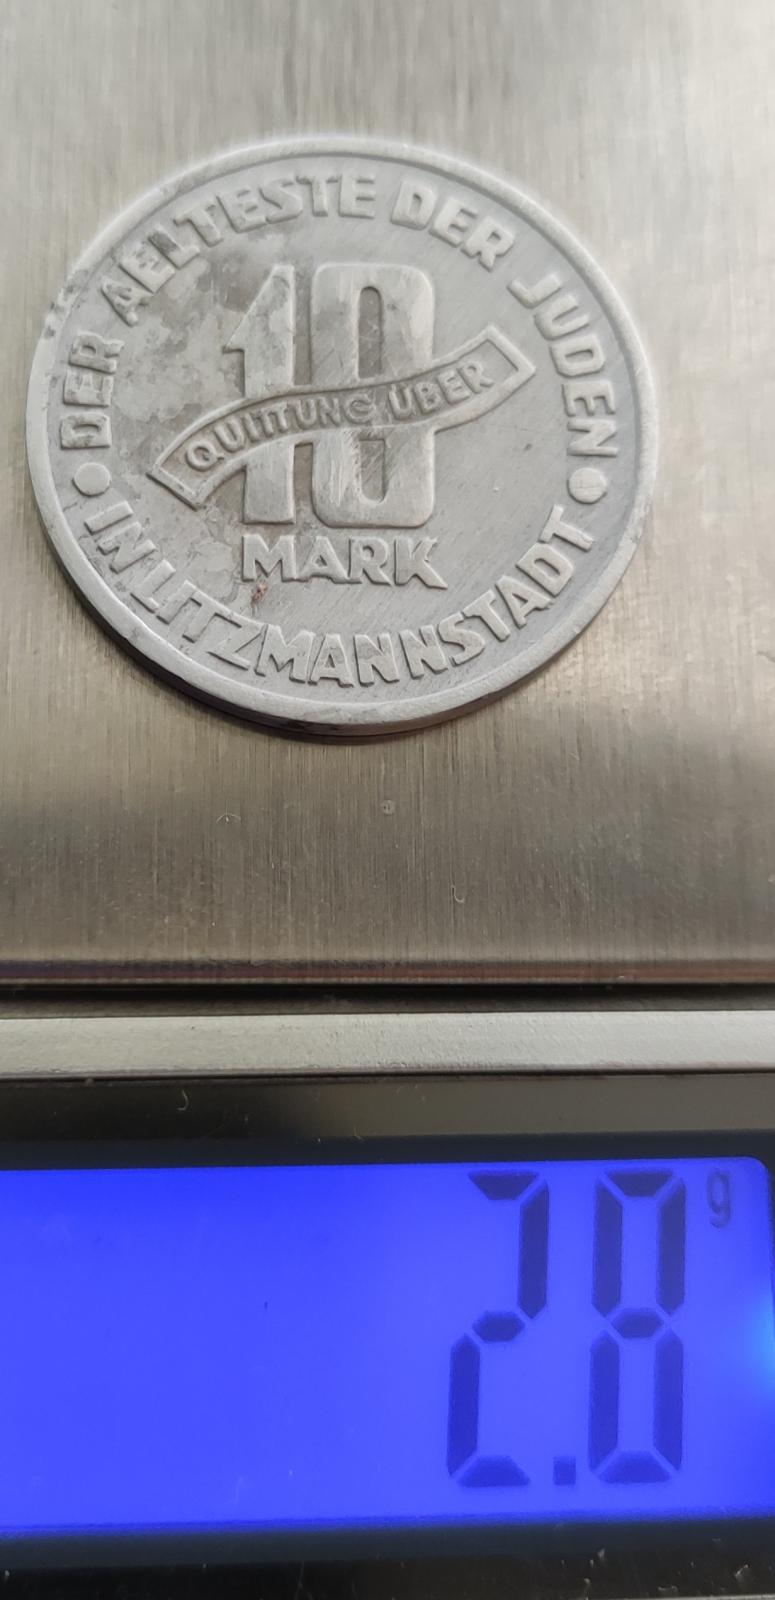 DER AELTESTE DER JUDEN
10
QUITTUNG ÜBER
MARK
IN LITZMANNSTADT
2.8 g